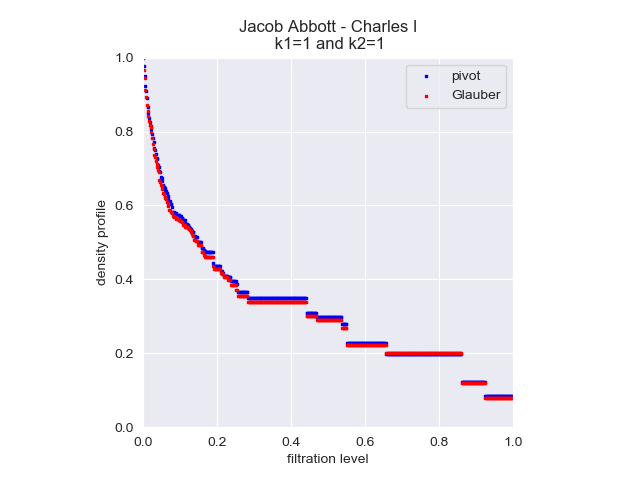 Jacob Abbott - Charles I
k1=1 and k2=1
pivot
Glauber
density profile
1.0
0.8
0.6
0.4
0.2
0.0
0.0 0.2 0.4 0.6 0.8 1.0
filtration level